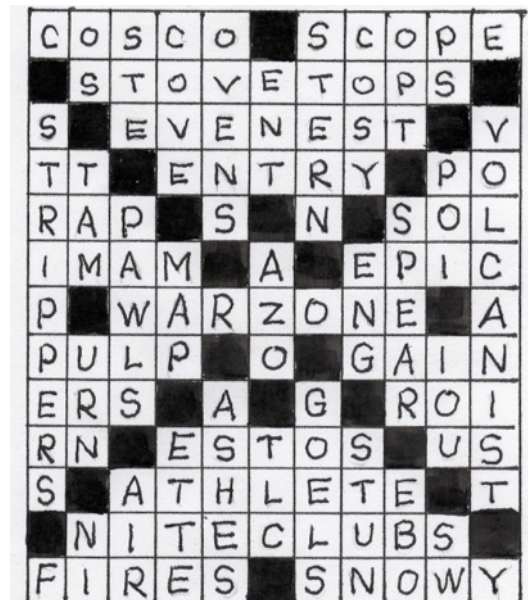 COSCO SCOPE
STOVETOPS
S EVENEST V
TT ENTRY PO
RAP S N SOL
IMAM A EPIC
P WARZONE A
PULP O GAIN
ERS A G ROI
RN ESTOS US
S ATHLETE T
NITECLUBS
FIRES SNOWY